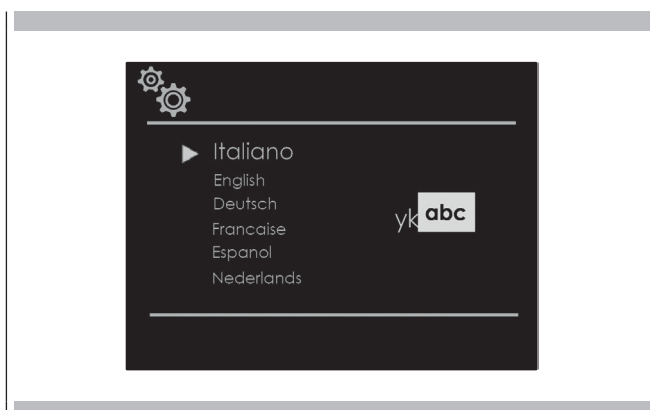 Italiano
English
Deutsch
Francaise
Espanol
Nederlands
yk abc